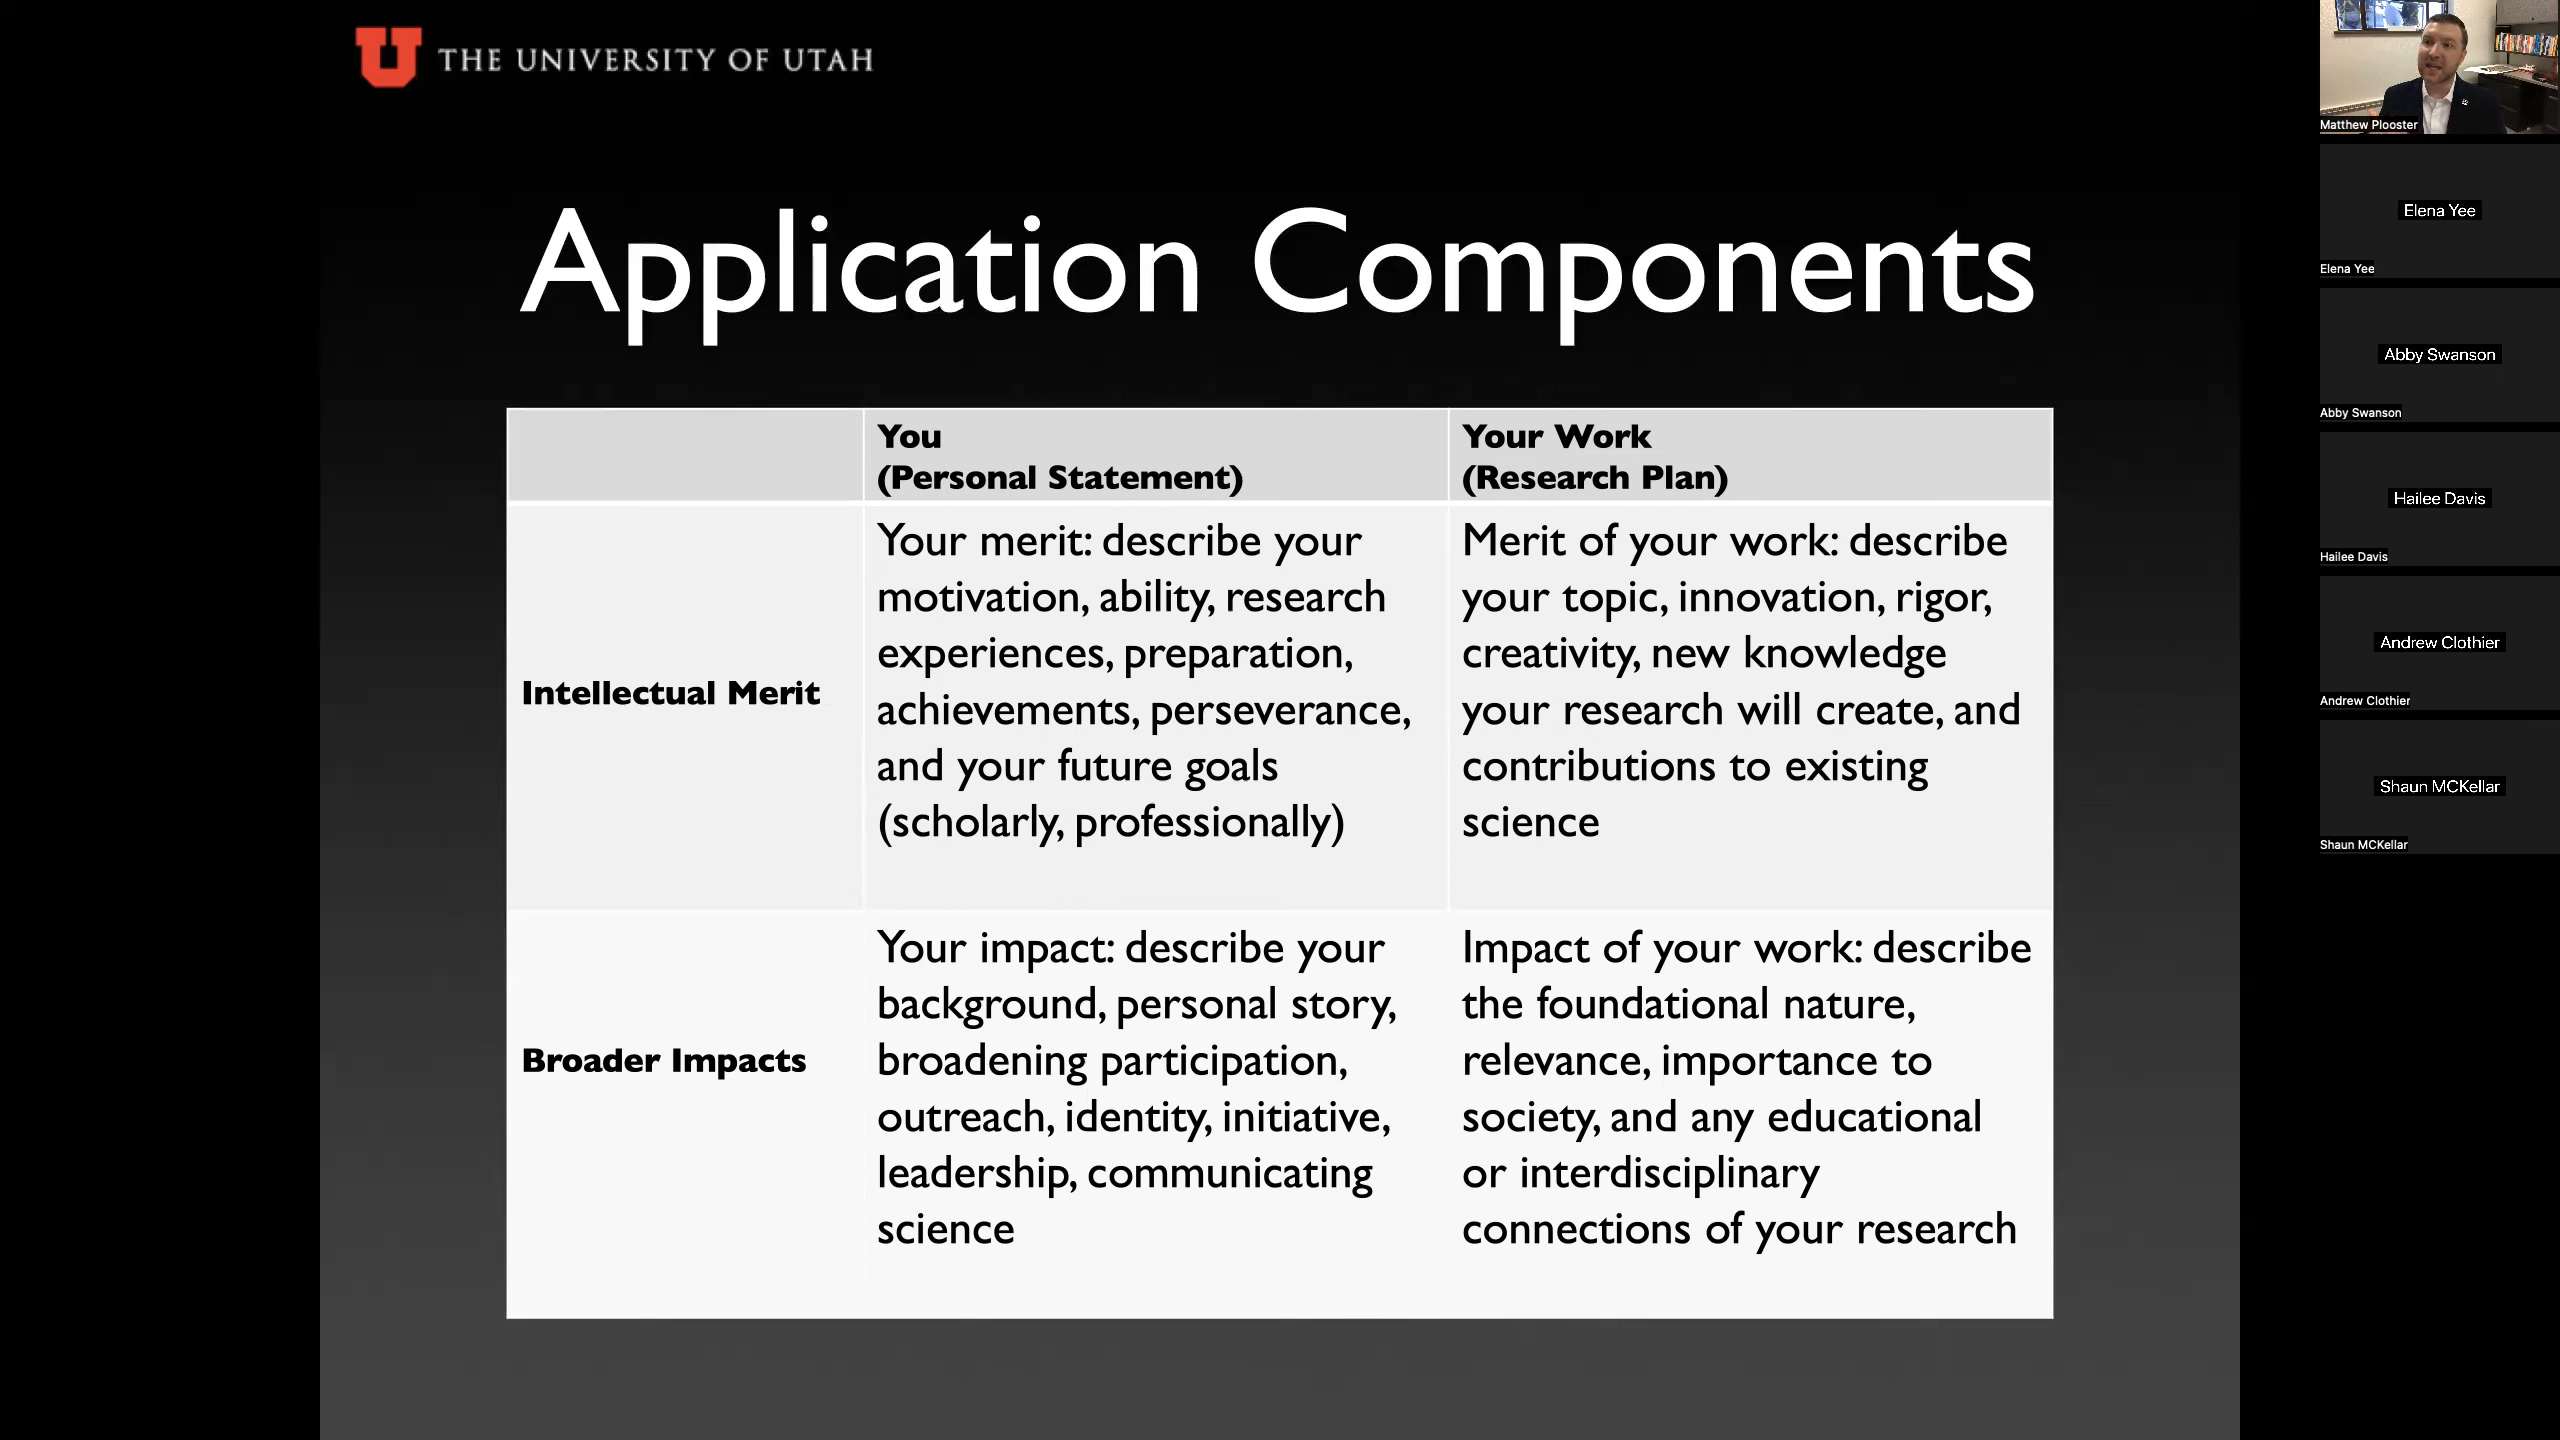 THE UNIVERSITY OF UTAH
Application Components
You
(Personal Statement)
Your Work
(Research Plan)
Intellectual Merit
Your merit: describe your
motivation, ability, research
experiences, preparation,
achievements, perseverance,
and your future goals
(scholarly, professionally)
Merit of your work: describe
your topic, innovation, rigor,
creativity, new knowledge
your research will create, and
contributions to existing
science
Broader Impacts
Your impact: describe your
background, personal story,
broadening participation,
outreach, identity, initiative,
leadership, communicating
science
Impact of your work: describe
the foundational nature,
relevance, importance to
society, and any educational
or interdisciplinary
connections of your research
Matthew Plooster
Elena Yee
Elena Yee
Abby Swanson
Abby Swanson
Hailee Davis
Hailee Davis
Andrew Clothier
Andrew Clothier
Shaun MCKellar
Shaun MCKellar